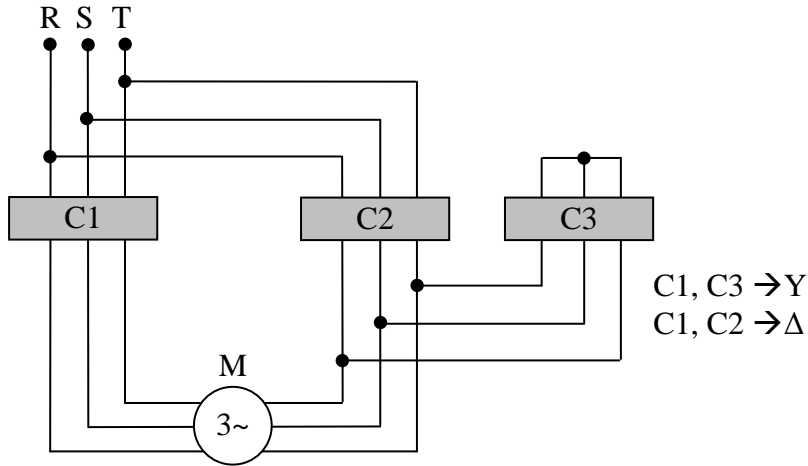 R S T
C1
C2
C3
C1, C3 →Y
C1, C2 →Δ
M
3~